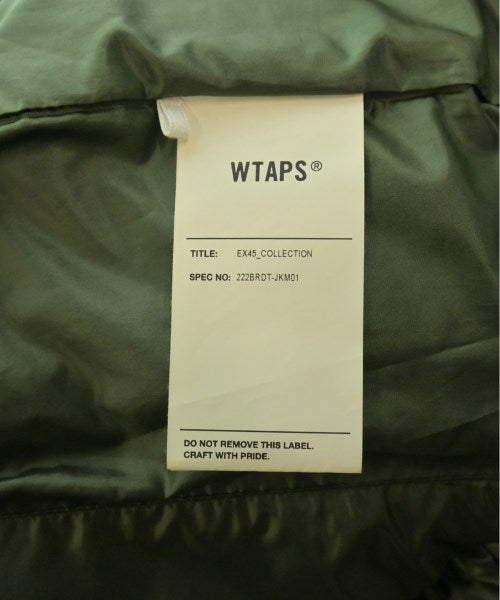 WTAPS®
TITLE: EX45_COLLECTION
SPEC NO: 222BRDT-JKM01
DO NOT REMOVE THIS LABEL.
CRAFT WITH PRIDE.